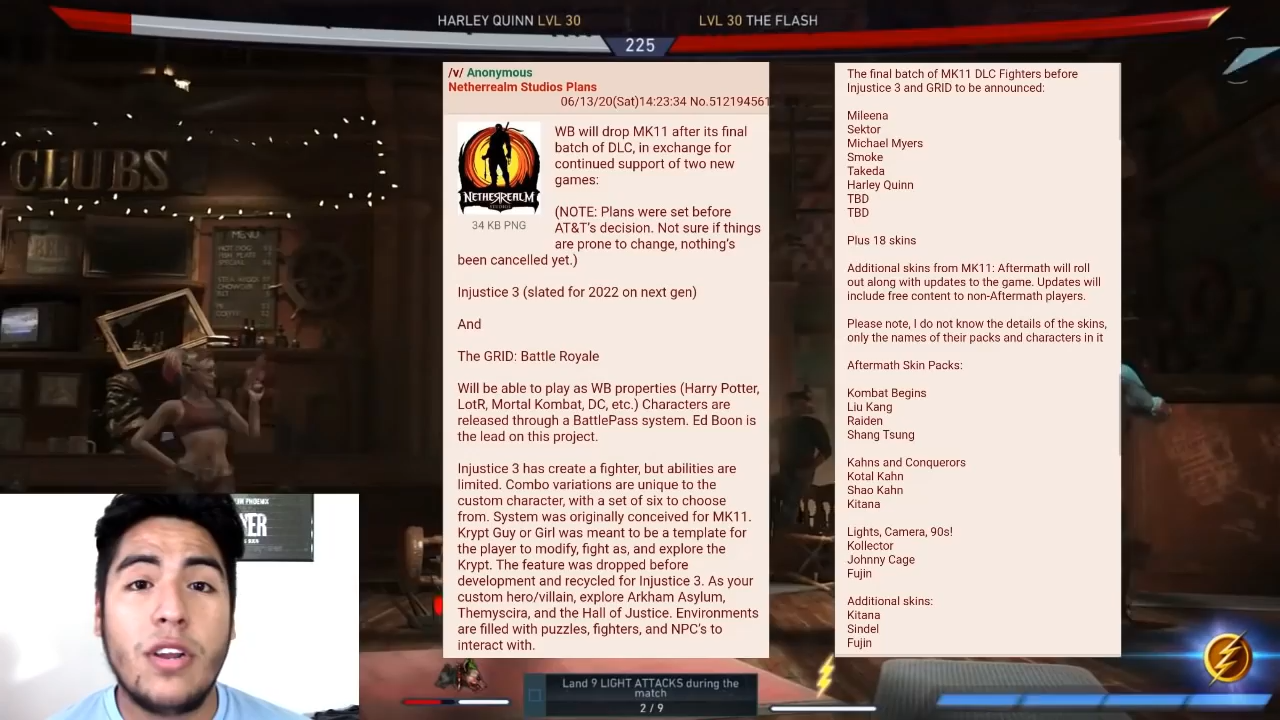 HARLEY QUINN LVL 30
LVL 30 THE FLASH
225
CLUBS
MENU
/v/ Anonymous
Netherrealm Studios Plans
06/13/20(Sat)14:23:34 No.512194561
NETHERREALM
34 KB PNG
WB will drop MK11 after its final
batch of DLC, in exchange for
continued support of two new
games:
(NOTE: Plans were set before
AT&T's decision. Not sure if things
are prone to change, nothing's
been cancelled yet.)
Injustice 3 (slated for 2022 on next gen)
And
The GRID: Battle Royale
Will be able to play as WB properties (Harry Potter,
LotR, Mortal Kombat, DC, etc.) Characters are
released through a BattlePass system. Ed Boon is
the lead on this project.
Injustice 3 has create a fighter, but abilities are
limited. Combo variations are unique to the
custom character, with a set of six to choose
from. System was originally conceived for MK11.
Krypt Guy or Girl was meant to be a template for
the player to modify, fight as, and explore the
Krypt. The feature was dropped before
development and recycled for Injustice 3. As your
custom hero/villain, explore Arkham Asylum,
Themyscira, and the Hall of Justice. Environments
are filled with puzzles, fighters, and NPC's to
interact with.
The final batch of MK11 DLC Fighters before
Injustice 3 and GRID to be announced:
Mileena
Sektor
Michael Myers
Smoke
Takeda
Harley Quinn
TBD
TBD
Plus 18 skins
Additional skins from MK11: Aftermath will roll
out along with updates to the game. Updates will
include free content to non-Aftermath players.
Please note, I do not know the details of the skins,
only the names of their packs and characters in it
Aftermath Skin Packs:
Kombat Begins
Liu Kang
Raiden
Shang Tsung
Kahns and Conquerors
Kotal Kahn
Shao Kahn
Kitana
Lights, Camera, 90s!
Kollector
Johnny Cage
Fujin
Additional skins:
Kitana
Sindel
Fujin
Land 9 LIGHT ATTACKS during the
match
2 / 9